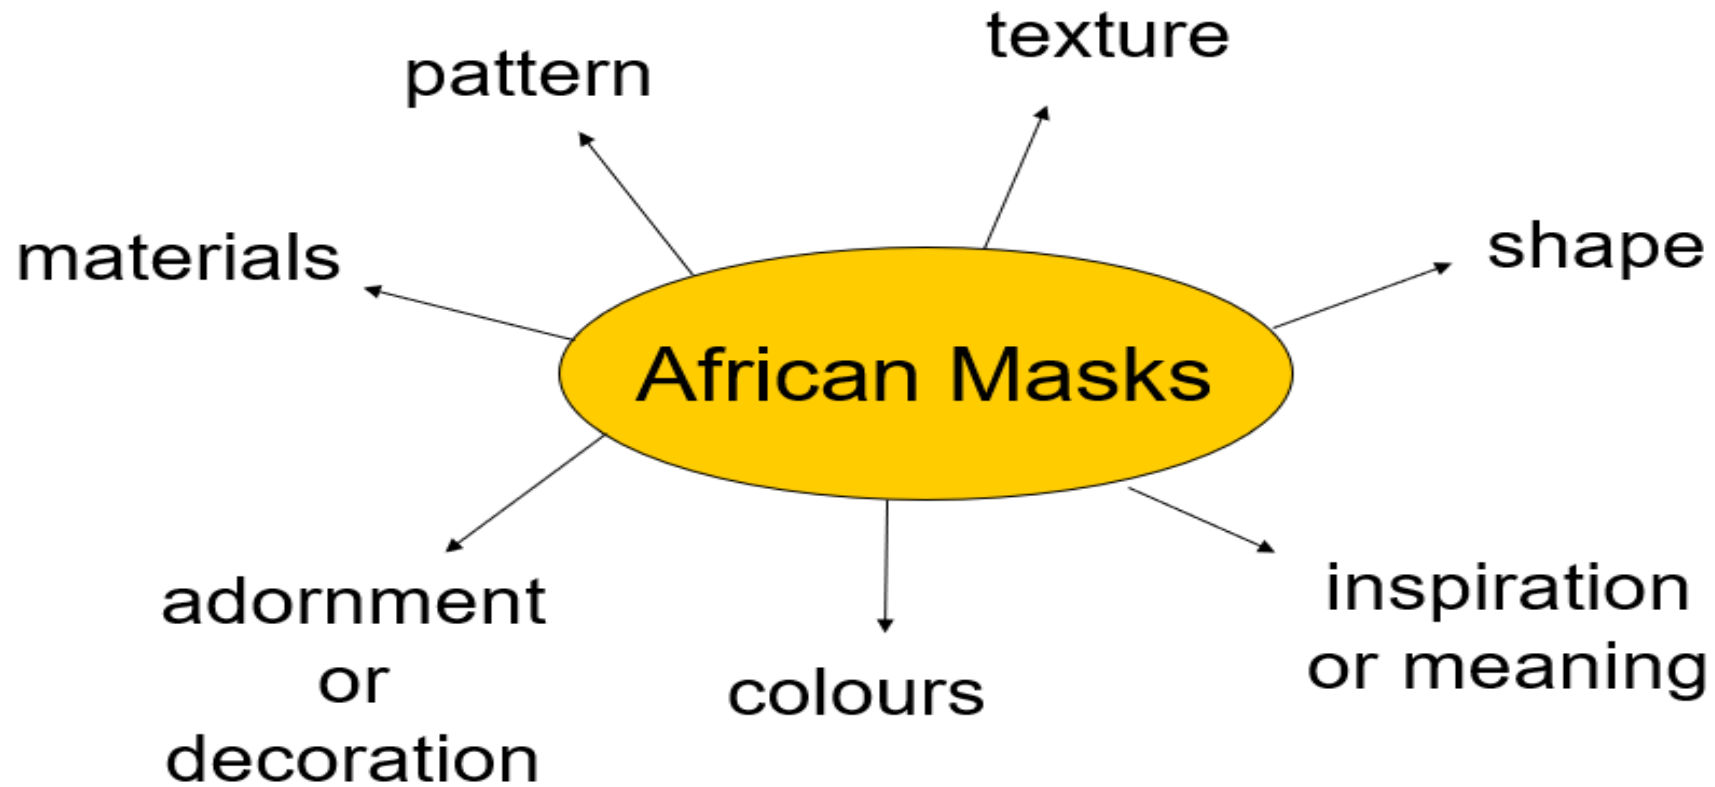 texture
pattern
shape
materials
African Masks
inspiration
or meaning
adornment
or
decoration
colours